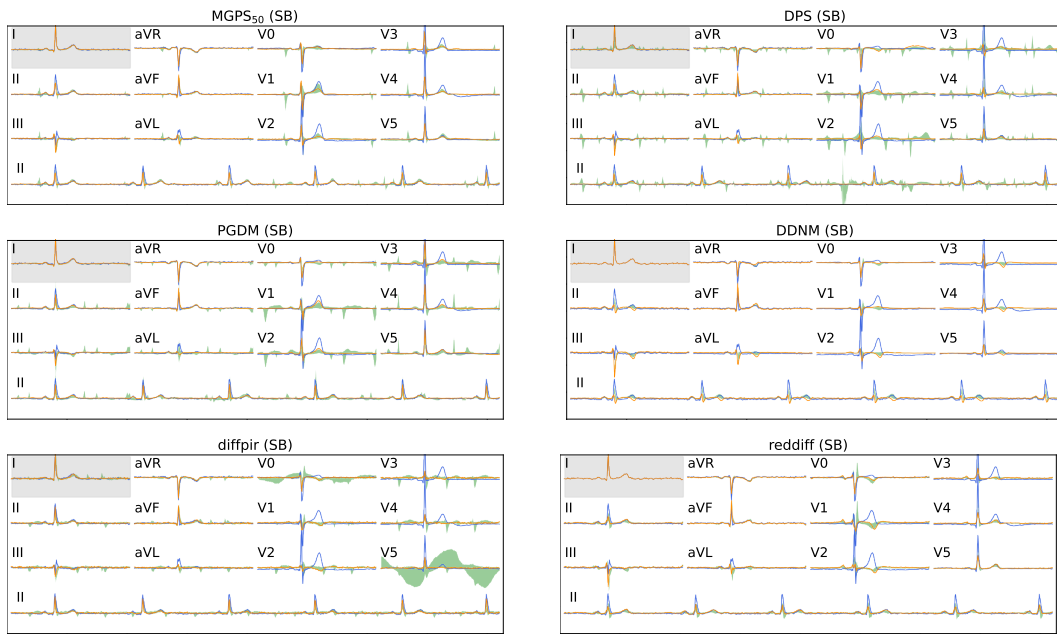 MGPS₅₀ (SB)
I aVR V0 V3
II aVF V1 V4
III aVL V2 V5
II
DPS (SB)
I aVR V0 V3
II aVF V1 V4
III aVL V2 V5
II
PGDM (SB)
I aVR V0 V3
II aVF V1 V4
III aVL V2 V5
II
DDNM (SB)
I aVR V0 V3
II aVF V1 V4
III aVL V2 V5
II
diffpir (SB)
I aVR V0 V3
II aVF V1 V4
III aVL V2 V5
II
reddiff (SB)
I aVR V0 V3
II aVF V1 V4
III aVL V2 V5
II